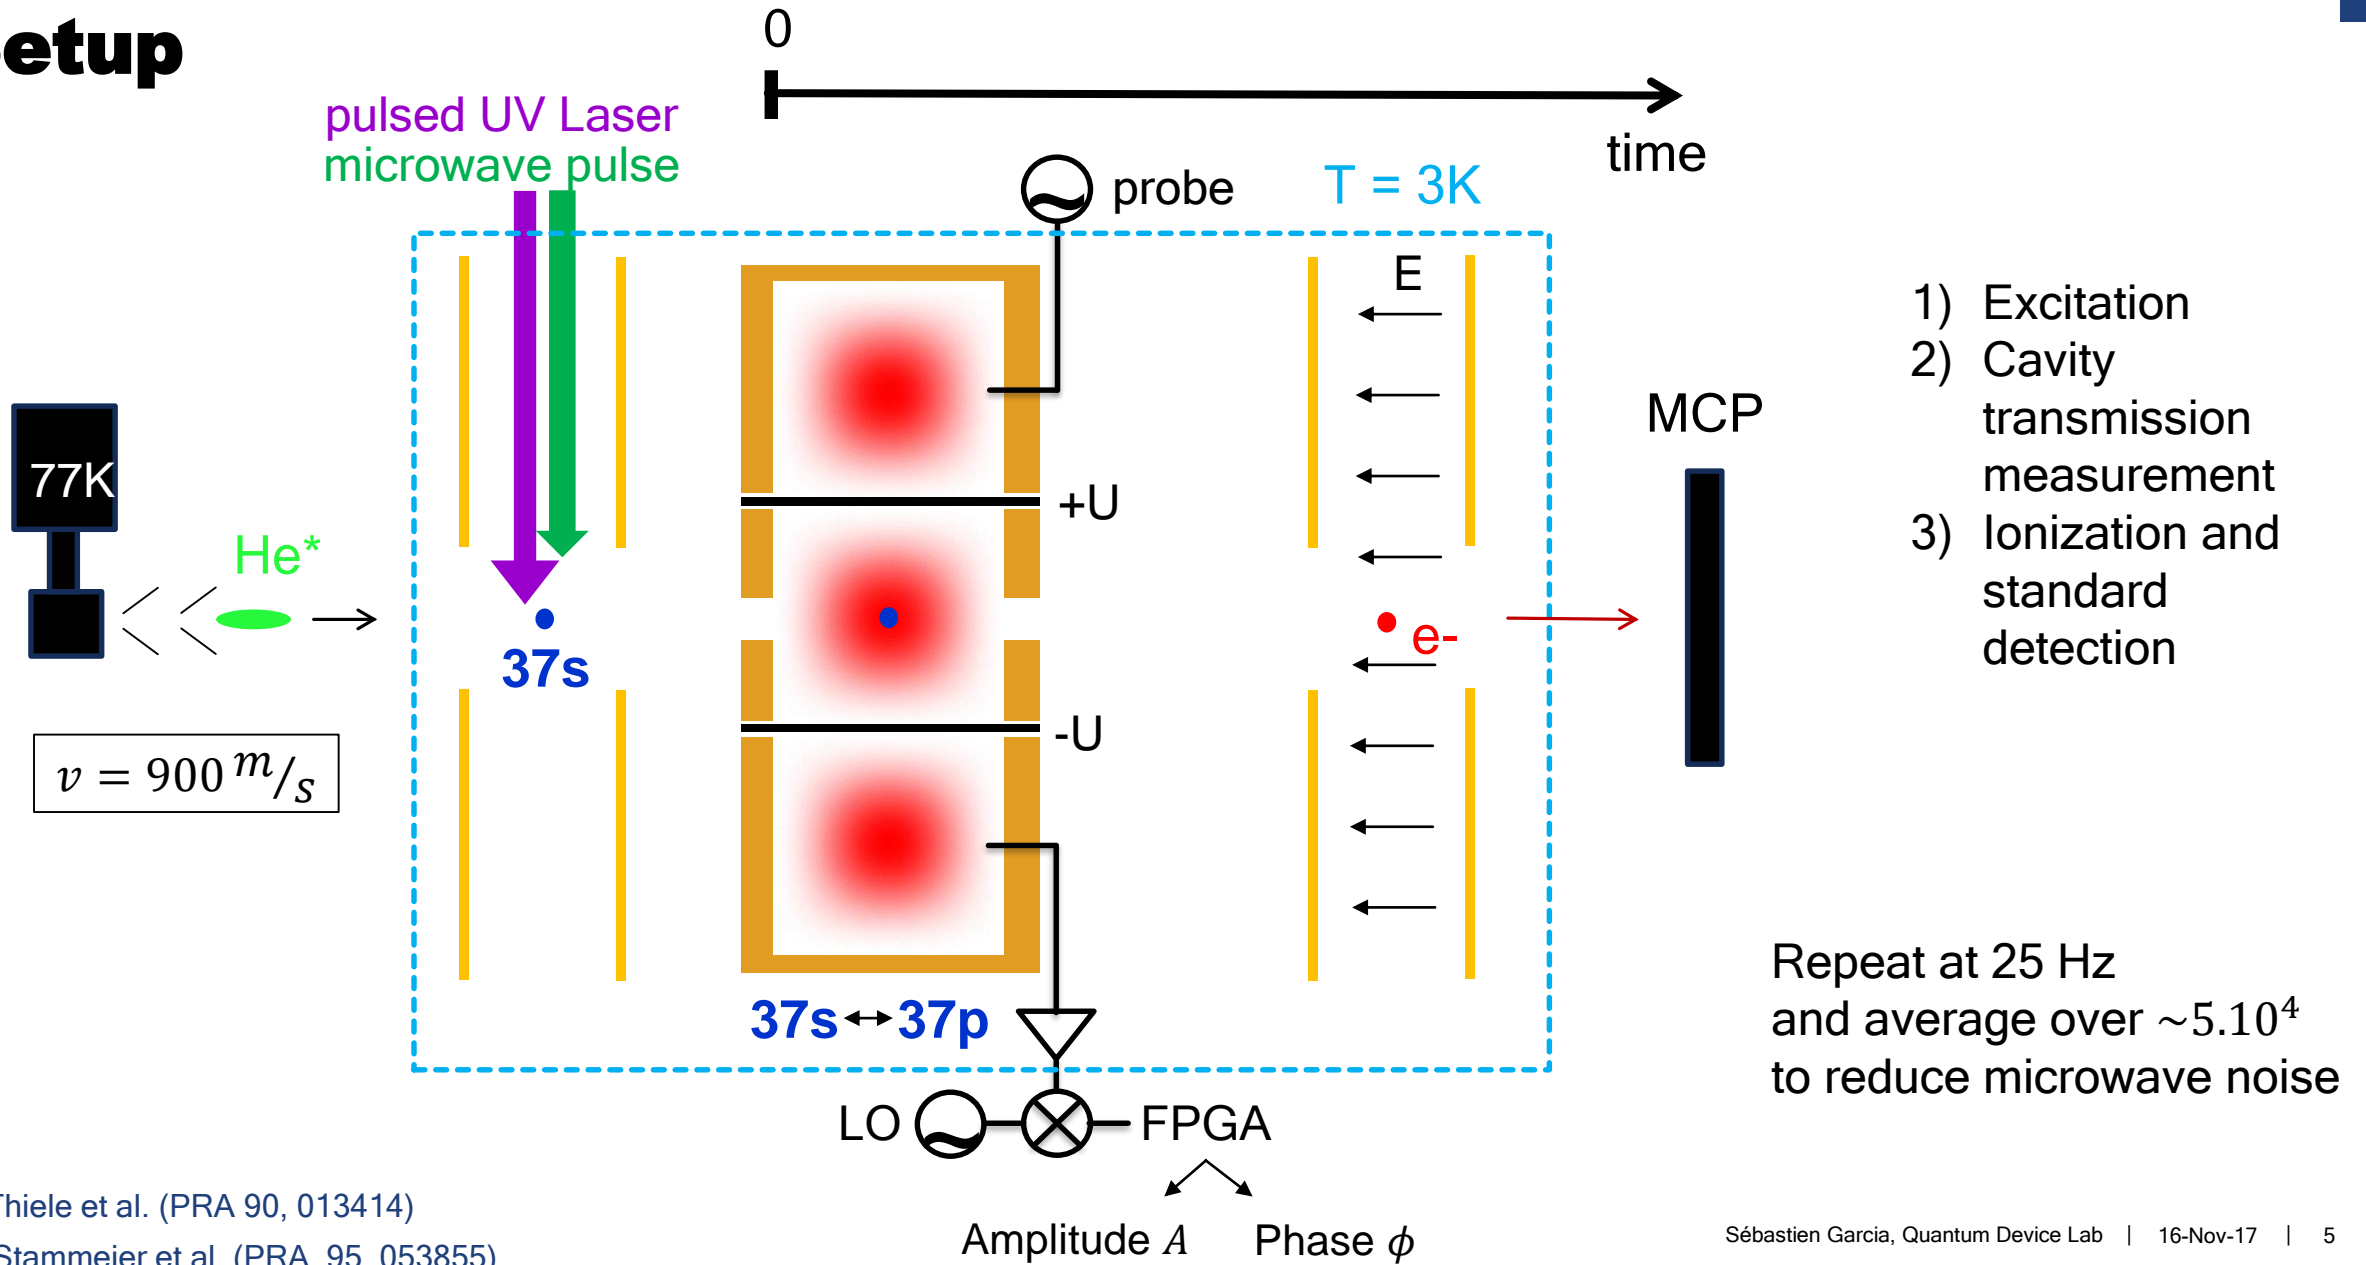 etup
0
time
pulsed UV Laser
microwave pulse
probe
T = 3K
E
77K
He*
37s
+U
-U
e-
MCP
v = 900 m/s
37s↔37p
LO
FPGA
Amplitude A
Phase ϕ
1) Excitation
2) Cavity
transmission
measurement
3) Ionization and
standard
detection
Repeat at 25 Hz
and average over ~5.10⁴
to reduce microwave noise
Thiele et al. (PRA 90, 013414)
Stammeier et al. (PRA 95, 053855)
Sébastien Garcia, Quantum Device Lab | 16-Nov-17 | 5